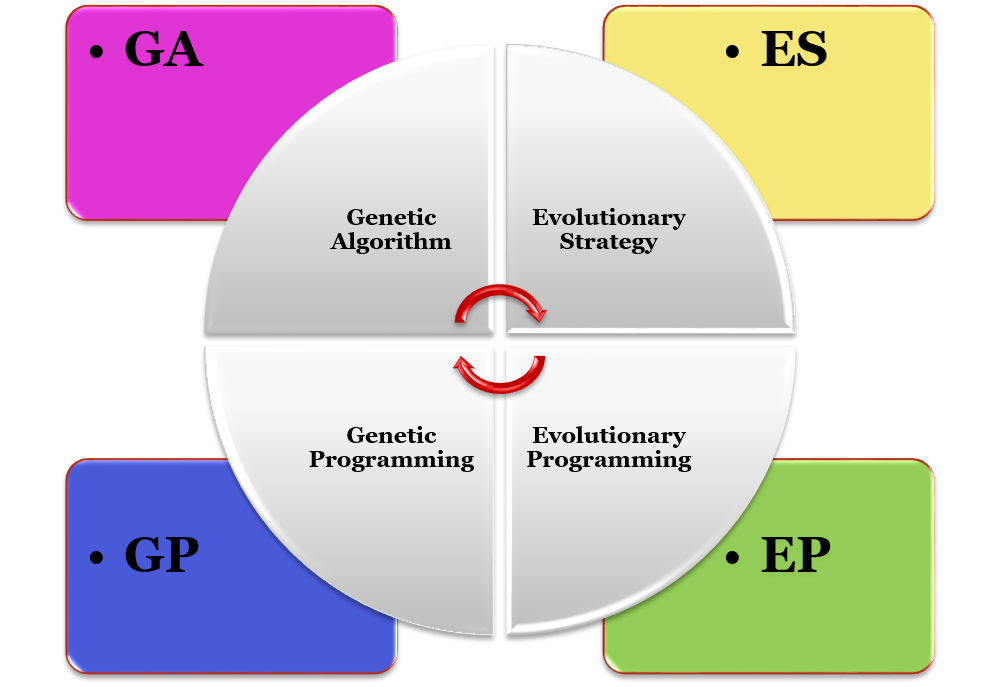 • GA
• ES
Genetic
Algorithm
Evolutionary
Strategy
Genetic
Programming
Evolutionary
Programming
• GP
• EP